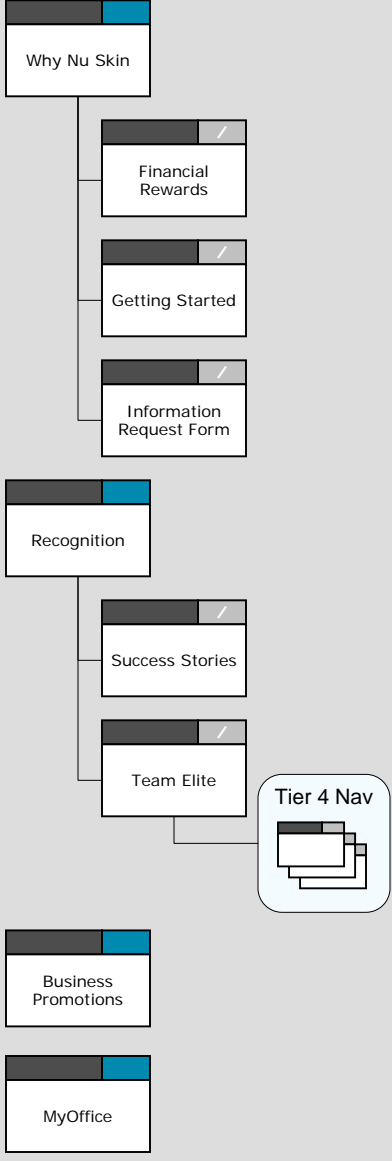 Why Nu Skin
Financial
Rewards
Getting Started
Information
Request Form
Recognition
Success Stories
Team Elite
Tier 4 Nav
Business
Promotions
MyOffice